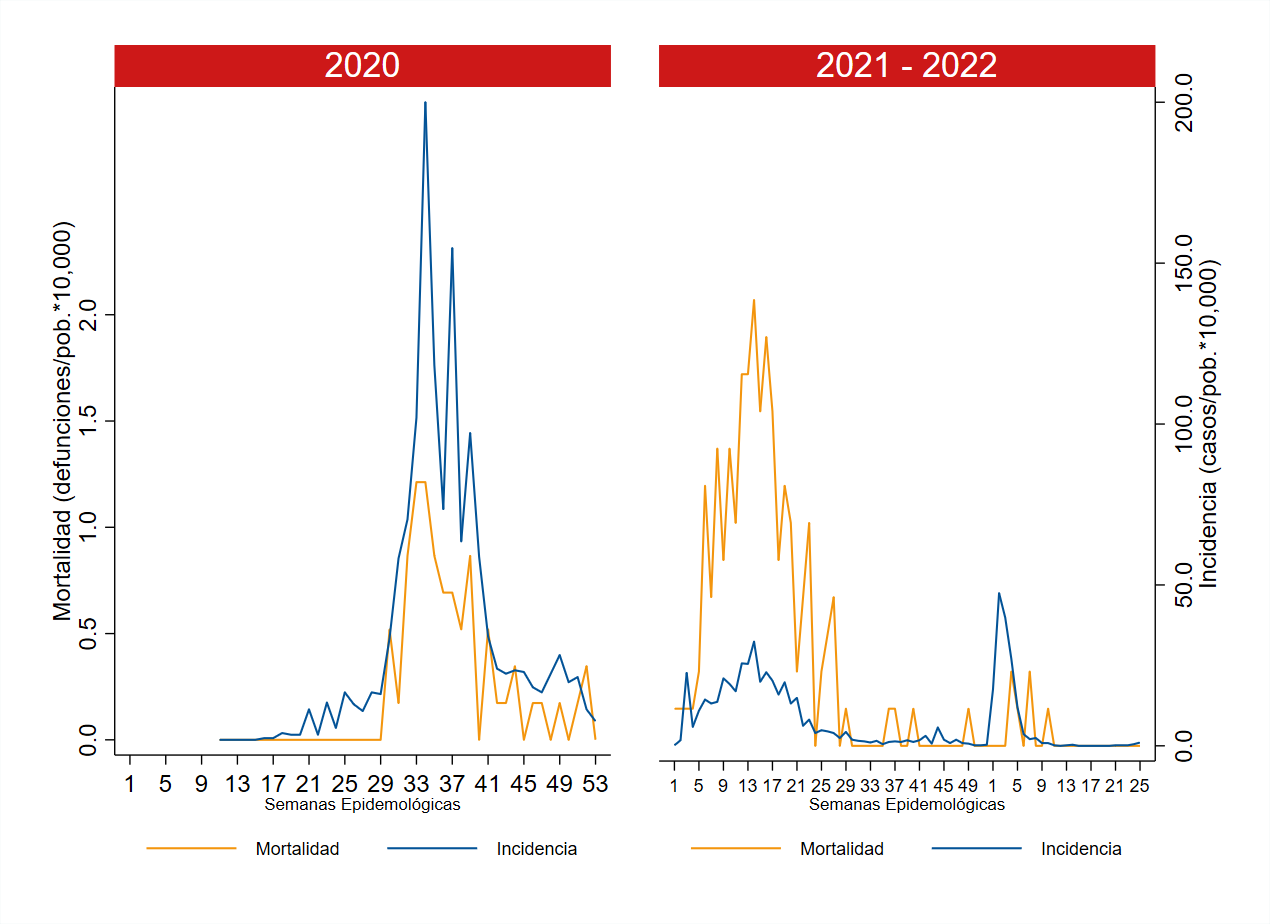 2020
2021 - 2022
Mortalidad (defunciones/pob.*10,000)
0.0 0.5 1.0 1.5 2.0
Incidencia (casos/pob.*10,000)
0.0 50.0 100.0 150.0 200.0
1 5 9 13 17 21 25 29 33 37 41 45 49 53
Semanas Epidemológicas
1 5 9 13 17 21 25 29 33 37 41 45 49 1 5 9 13 17 21 25
Semanas Epidemológicas
Mortalidad Incidencia
Mortalidad Incidencia